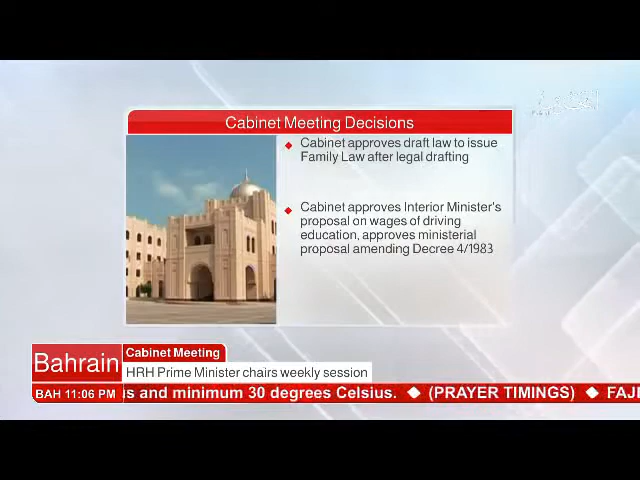 Cabinet Meeting Decisions
Cabinet approves draft law to issue
Family Law after legal drafting
Cabinet approves Interior Minister's
proposal on wages of driving
education, approves ministerial
proposal amending Decree 4/1983
Bahrain
Cabinet Meeting
HRH Prime Minister chairs weekly session
BAH 11:06 PM
s and minimum 30 degrees Celsius. ◆ (PRAYER TIMINGS) ◆ FAJ